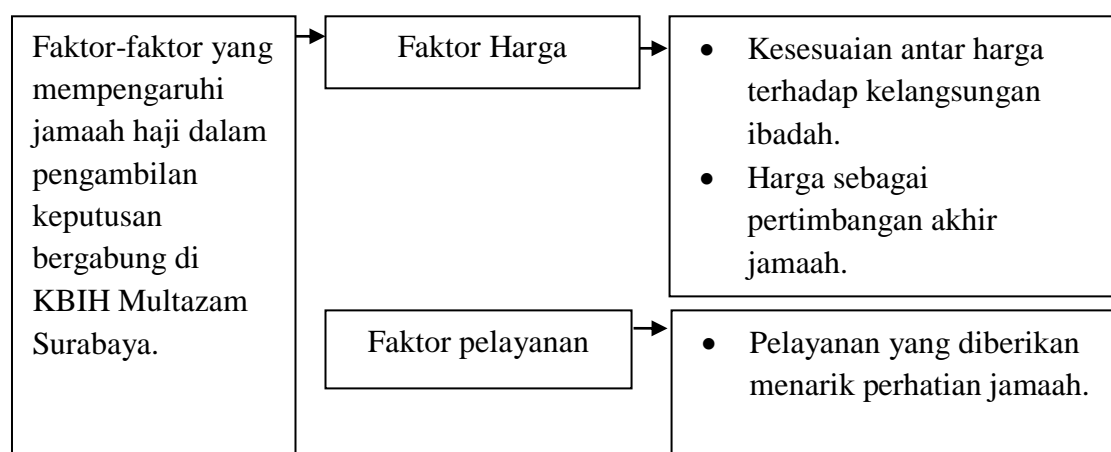 Faktor-faktor yang
mempengaruhi
jamaah haji dalam
pengambilan
keputusan
bergabung di
KBIH Multazam
Surabaya.
Faktor Harga
• Kesesuaian antar harga
terhadap kelangsungan
ibadah.
• Harga sebagai
pertimbangan akhir
jamaah.
Faktor pelayanan
• Pelayanan yang diberikan
menarik perhatian jamaah.